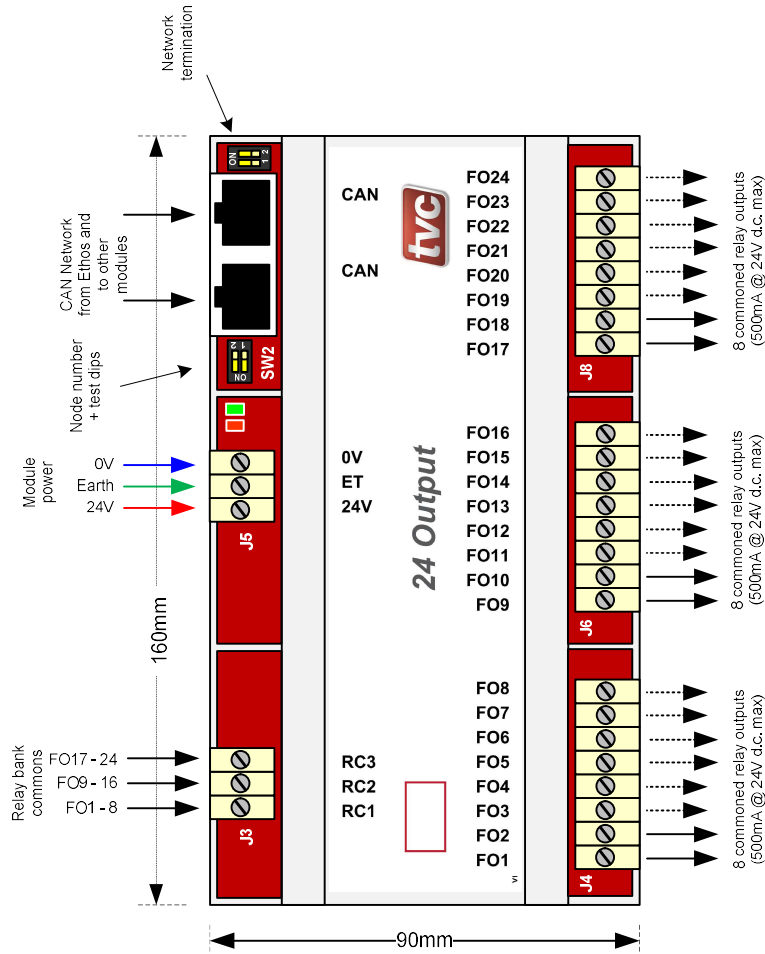 Network
termination
CAN Network
from Ethos and
to other
modules
Node number
+ test dips
Module
power
0V
Earth
24V
160mm
Relay bank
commons
FO17 - 24
FO9 - 16
FO1 - 8
ON
1 2
ON
1 2
SW2
J5
J3
CAN
CAN
0V
ET
24V
RC3
RC2
RC1
tvc
24 Output
V1
FO24
FO23
FO22
FO21
FO20
FO19
FO18
FO17
FO16
FO15
FO14
FO13
FO12
FO11
FO10
FO9
FO8
FO7
FO6
FO5
FO4
FO3
FO2
FO1
J8
J6
J4
8 commoned relay outputs
(500mA @ 24V d.c. max)
8 commoned relay outputs
(500mA @ 24V d.c. max)
8 commoned relay outputs
(500mA @ 24V d.c. max)
90mm